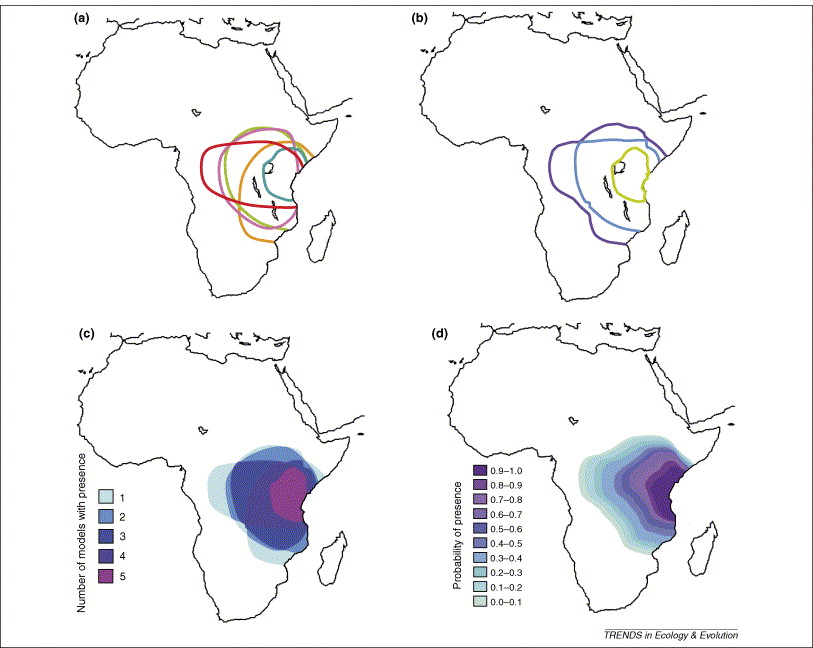 (a)
(b)
(c)
Number of models with presence
1
2
3
4
5
(d)
Probability of presence
0.9–1.0
0.8–0.9
0.7–0.8
0.6–0.7
0.5–0.6
0.4–0.5
0.3–0.4
0.2–0.3
0.1–0.2
0.0–0.1
TRENDS in Ecology & Evolution